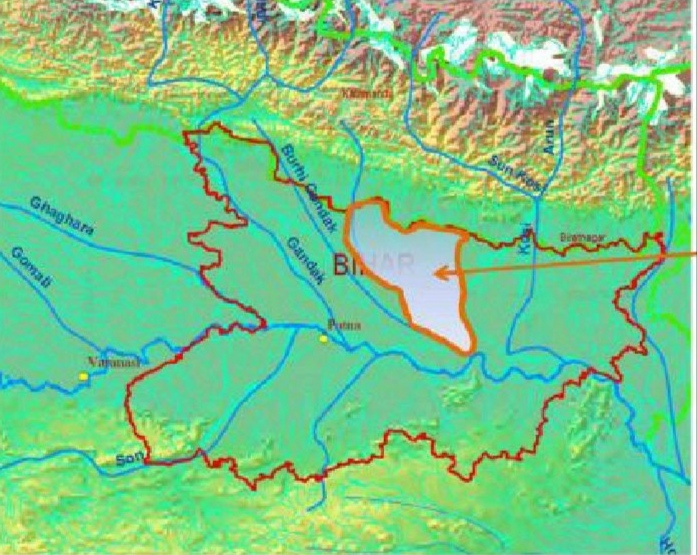 Kathmandu
Arun
Sun Kosi
Burhi Gandak
Ghaghara
Kosi
Biratnagar
Gomati
Gandak
BIHAR
Patna
Varanasi
Son